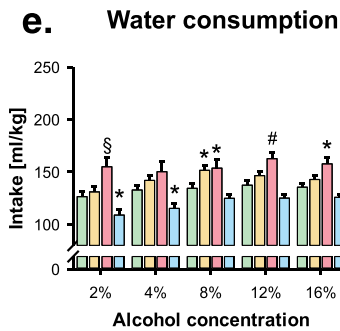 e. Water consumption
Intake [ml/kg]
250
200
150
100
0
§ * * * * * # *
2% 4% 8% 12% 16%
Alcohol concentration